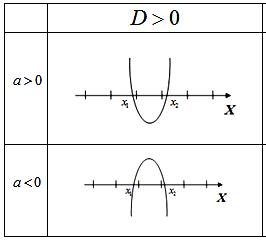 D > 0
a > 0
x₁ x₂ X
a < 0
x₁ x₂ X